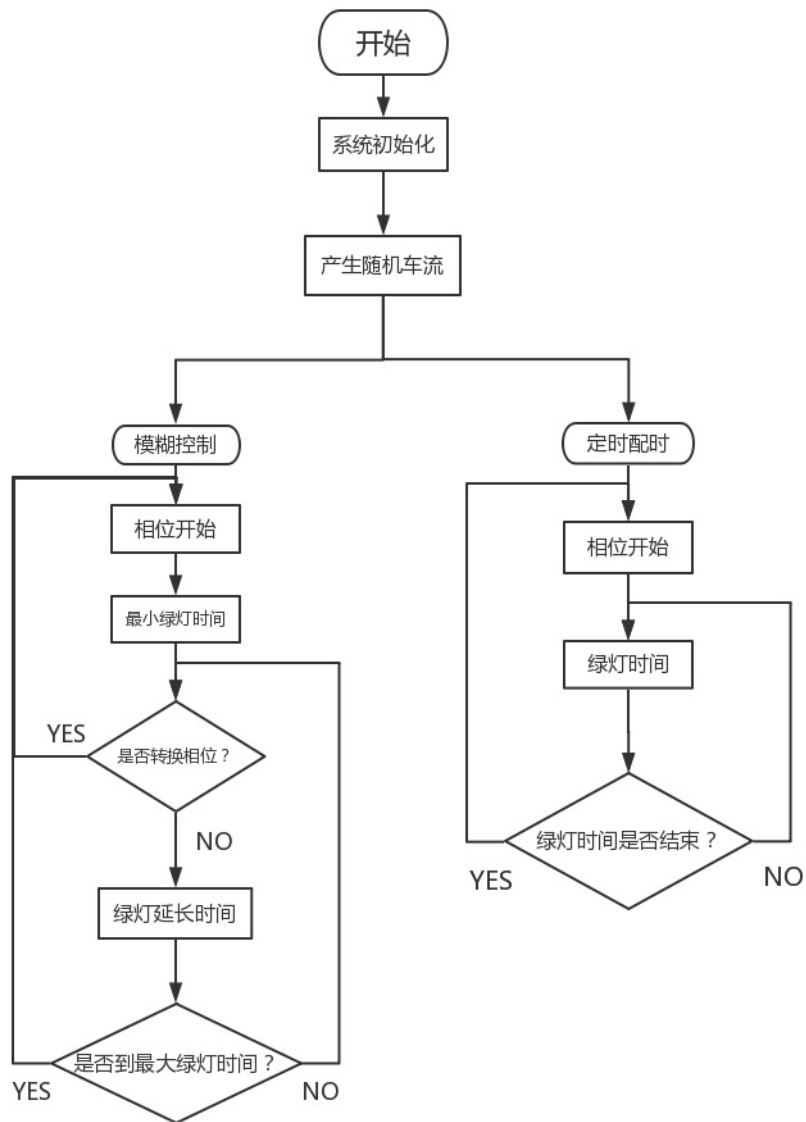 开始
系统初始化
产生随机车流
模糊控制
相位开始
最小绿灯时间
YES
是否转换相位？
NO
绿灯延长时间
是否到最大绿灯时间？
YES
NO
定时配时
相位开始
绿灯时间
绿灯时间是否结束？
YES
NO